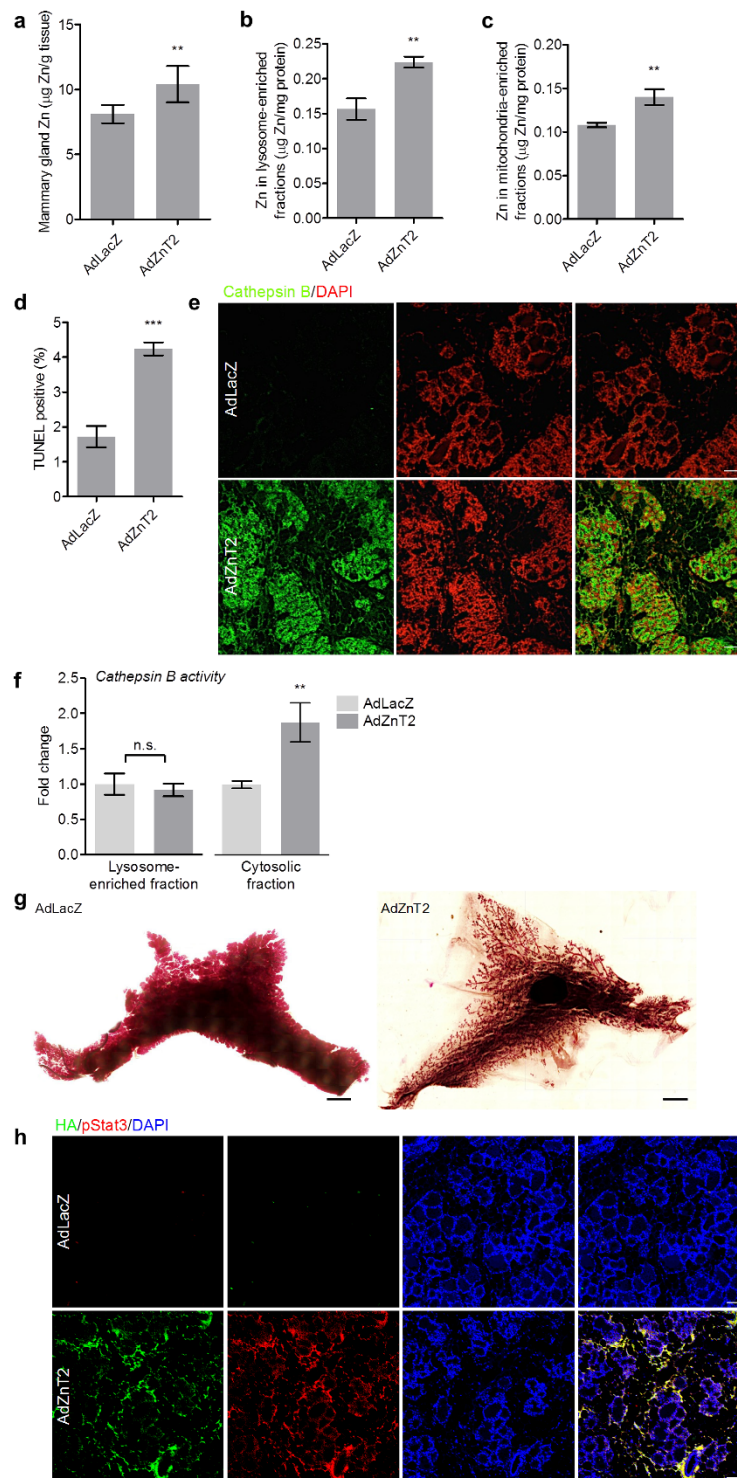 a
Mammary gland Zn (µg Zn/g tissue)
15
10
5
0
**
AdLacZ
AdZnT2
b
Zn in lysosome-enriched
fractions (µg Zn/mg protein)
0.25
0.20
0.15
0.10
0.05
0.00
**
AdLacZ
AdZnT2
c
Zn in mitochondria-enriched
fractions (µg Zn/mg protein)
0.20
0.15
0.10
0.05
0.00
**
AdLacZ
AdZnT2
d
TUNEL positive (%)
5
4
3
2
1
0
***
AdLacZ
AdZnT2
e
Cathepsin B/DAPI
AdLacZ
AdZnT2
f
Cathepsin B activity
Fold change
2.5
2.0
1.5
1.0
0.5
0.0
n.s.
**
AdLacZ
AdZnT2
Lysosome-
enriched fraction
Cytosolic
fraction
g
AdLacZ
AdZnT2
h
HA/pStat3/DAPI
AdLacZ
AdZnT2